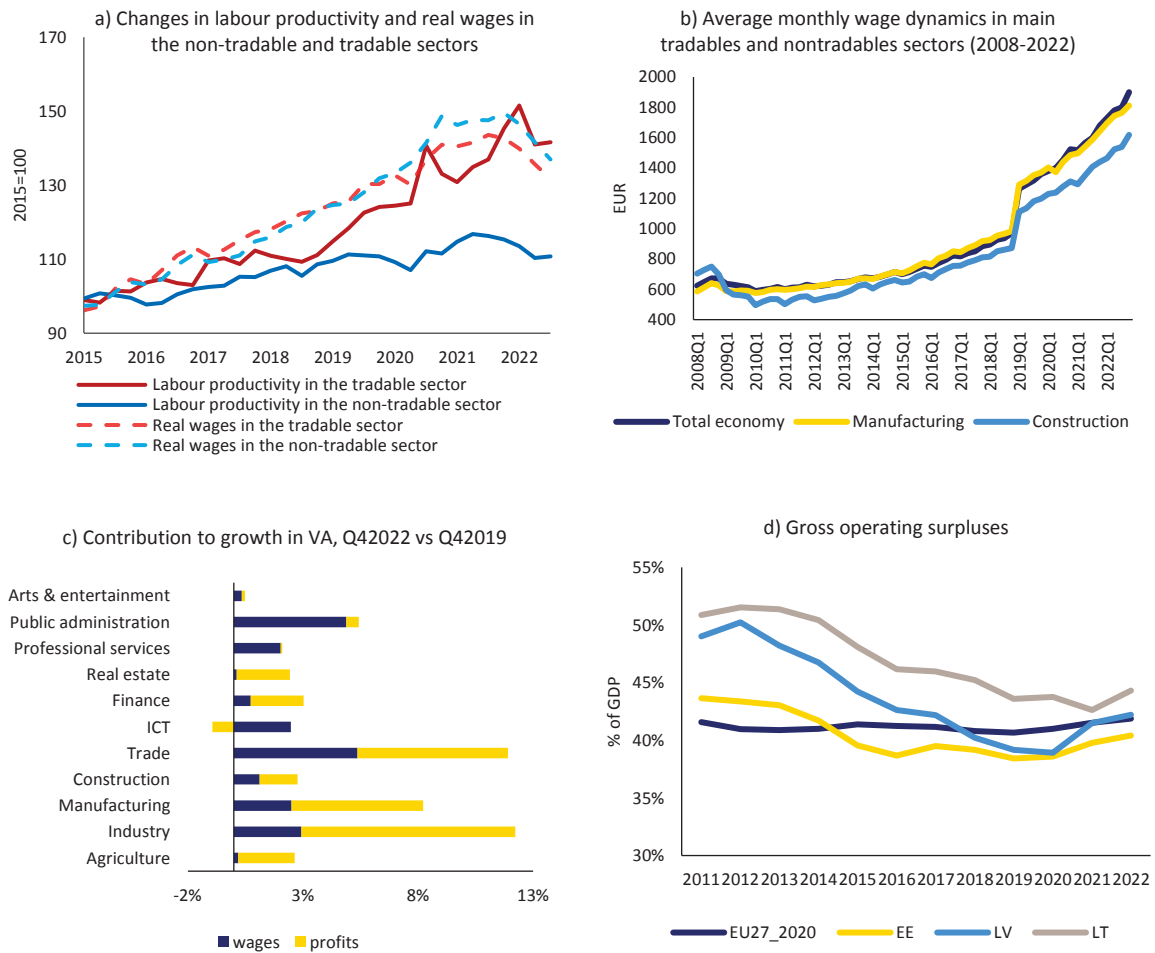 a) Changes in labour productivity and real wages in
the non-tradable and tradable sectors
170
150
130
110
90
2015=100
2015 2016 2017 2018 2019 2020 2021 2022
Labour productivity in the tradable sector
Labour productivity in the non-tradable sector
Real wages in the tradable sector
Real wages in the non-tradable sector
b) Average monthly wage dynamics in main
tradables and nontradables sectors (2008-2022)
2000
1800
1600
1400
1200
1000
800
600
400
EUR
2008Q1 2009Q1 2010Q1 2011Q1 2012Q1 2013Q1 2014Q1 2015Q1 2016Q1 2017Q1 2018Q1 2019Q1 2020Q1 2021Q1 2022Q1
Total economy Manufacturing Construction
c) Contribution to growth in VA, Q42022 vs Q42019
Arts & entertainment
Public administration
Professional services
Real estate
Finance
ICT
Trade
Construction
Manufacturing
Industry
Agriculture
-2% 3% 8% 13%
wages profits
d) Gross operating surpluses
55%
50%
45%
40%
35%
30%
% of GDP
2011 2012 2013 2014 2015 2016 2017 2018 2019 2020 2021 2022
EU27_2020 EE LV LT